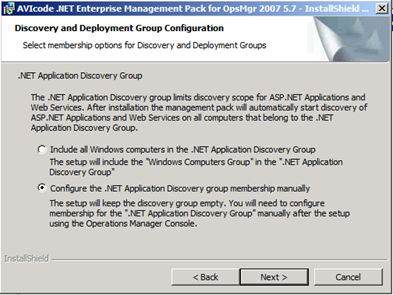 AVIcode .NET Enterprise Management Pack for OpsMgr 2007 5.7 - InstallShield ...
Discovery and Deployment Group Configuration
Select membership options for Discovery and Deployment Groups
.NET Application Discovery Group
The .NET Application Discovery group limits discovery scope for ASP.NET Applications and
Web Services. After installation the management pack will automatically start discovery of
ASP.NET Applications and Web Services on all computers that belong to the .NET
Application Discovery Group.
Include all Windows computers in the .NET Application Discovery Group
The setup will include the "Windows Computers Group" in the ".NET Application
Discovery Group"
Configure the .NET Application Discovery group membership manually
The setup will keep the discovery group empty. You will need to configure
membership for the ".NET Application Discovery Group" manually after the setup
using the Operations Manager Console.
InstallShield
< Back
Next >
Cancel